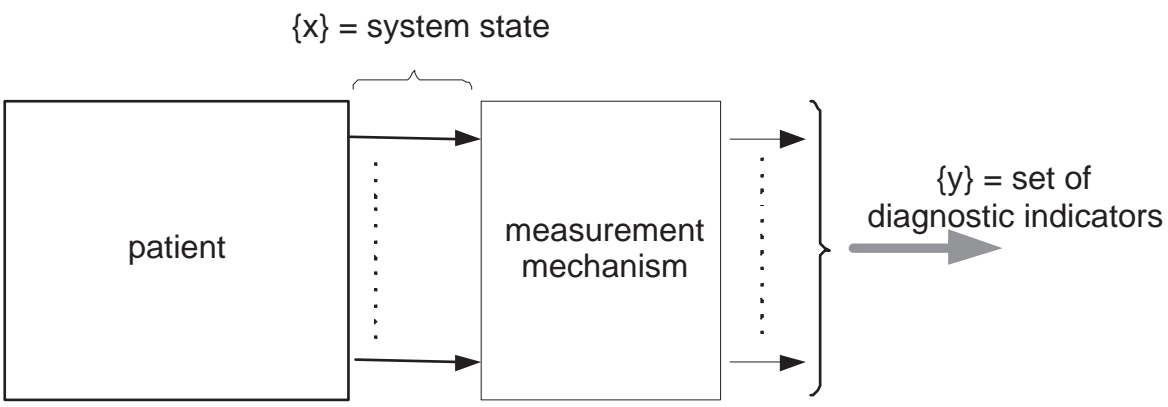 {x} = system state
patient
measurement
mechanism
{y} = set of
diagnostic indicators